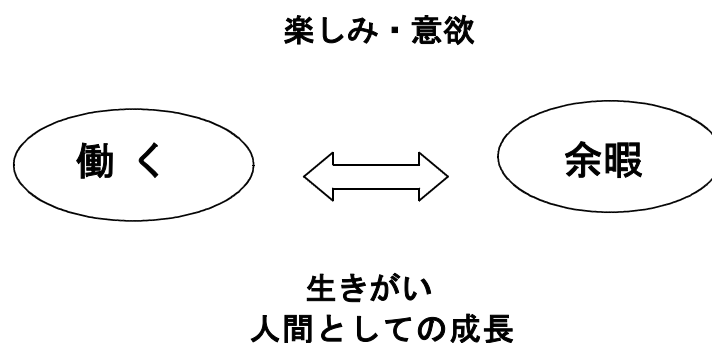 楽しみ・意欲
働く
余暇
生きがい
人間としての成長